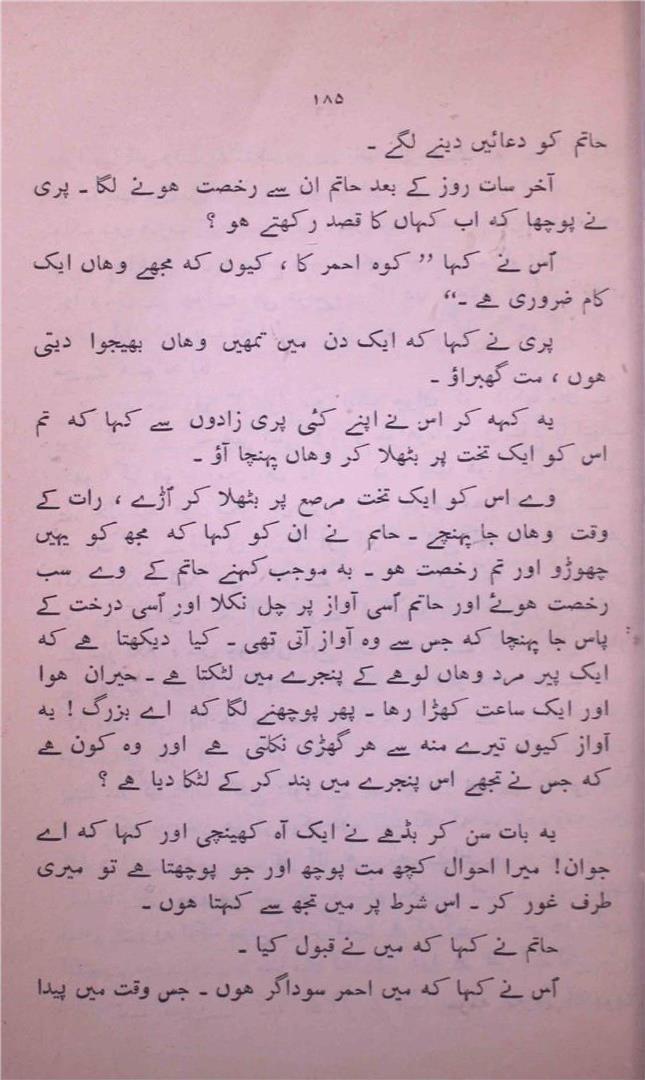 ۱۸۵
حاتم کو دعائیں دینے لگے ۔
آخر سات روز کے بعد حاتم ان سے رخصت ہونے لگا ۔ پری
نے پوچھا کہ اب کہاں کا قصد رکھتے ہو ؟
اُس نے کہا ’’ کوہ احمر کا ، کیوں کہ مجھے وہاں ایک
کام ضروری ہے ۔‘‘
پری نے کہا کہ ایک دن میں تمھیں وہاں بھیجوا دیتی
ہوں ، مت گھبراؤ ۔
یہ کہہ کر اس نے اپنے کئی پری زادوں سے کہا کہ تم
اس کو ایک تخت پر بٹھلا کر وہاں پہنچا آؤ ۔
وے اس کو ایک تخت مرصع پر بٹھلا کر اُڑے ، رات کے
وقت وہاں جا پہنچے ۔ حاتم نے ان کو کہا کہ مجھ کو یہیں
چھوڑو اور تم رخصت ہو ۔ بہ موجب کہنے حاتم کے وے سب
رخصت ہوئے اور حاتم اُسی آواز پر چل نکلا اور اُسی درخت کے
پاس جا پہنچا کہ جس سے وہ آواز آتی تھی ۔ کیا دیکھتا ہے کہ
ایک پیر مرد وہاں لوہے کے پنجرے میں لٹکتا ہے ۔ حیران ہوا
اور ایک ساعت کھڑا رہا ۔ پھر پوچھنے لگا کہ اے بزرگ ! یہ
آواز کیوں تیرے منہ سے ہر گھڑی نکلتی ہے اور وہ کون ہے
کہ جس نے تجھے اس پنجرے میں بند کر کے لٹکا دیا ہے ؟
یہ بات سن کر بڈھے نے ایک آہ کھینچی اور کہا کہ اے
جوان! میرا احوال کچھ مت پوچھ اور جو پوچھتا ہے تو میری
طرف غور کر ۔ اس شرط پر میں تجھ سے کہتا ہوں ۔
حاتم نے کہا کہ میں نے قبول کیا ۔
اُس نے کہا کہ میں احمر سوداگر ہوں ۔ جس وقت میں پیدا